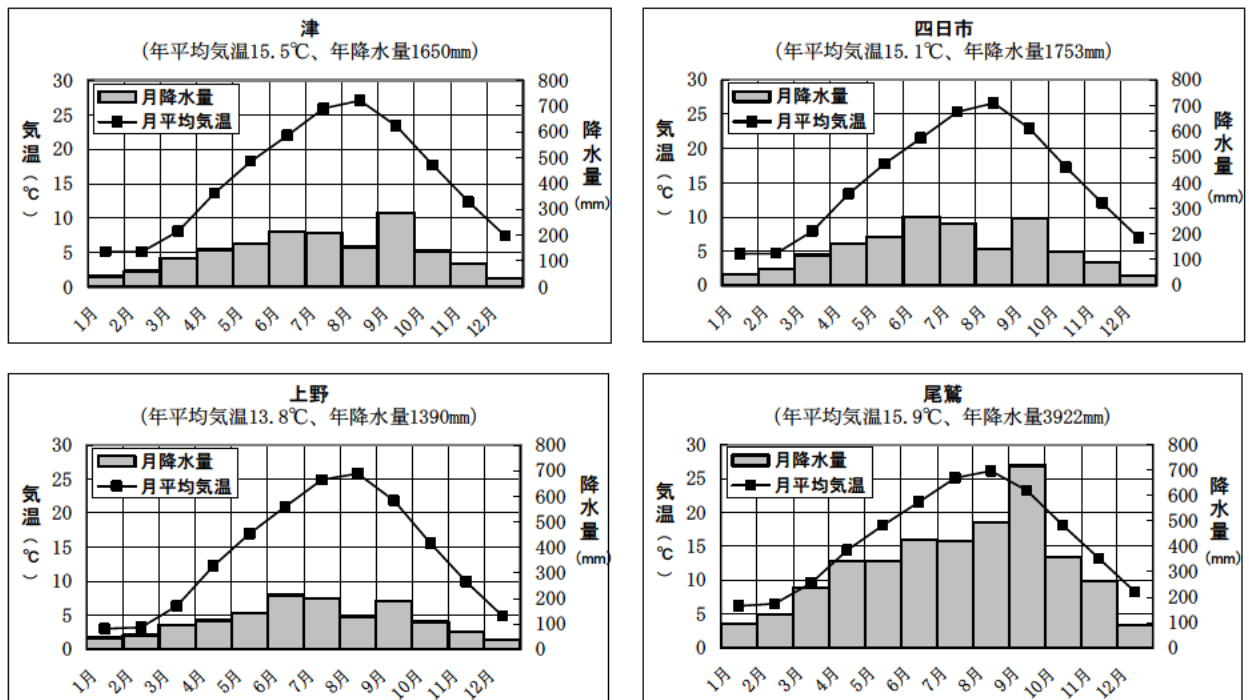 津
(年平均気温15.5℃、年降水量1650mm)
30
25
20
15
10
5
0
気温(℃)
月降水量
月平均気温
800
700
600
500
400
300
200
100
0
降水量(mm)
1月 2月 3月 4月 5月 6月 7月 8月 9月 10月 11月 12月
四日市
(年平均気温15.1℃、年降水量1753mm)
30
25
20
15
10
5
0
気温(℃)
月降水量
月平均気温
800
700
600
500
400
300
200
100
0
降水量(mm)
1月 2月 3月 4月 5月 6月 7月 8月 9月 10月 11月 12月
上野
(年平均気温13.8℃、年降水量1390mm)
30
25
20
15
10
5
0
気温(℃)
月降水量
月平均気温
800
700
600
500
400
300
200
100
0
降水量(mm)
1月 2月 3月 4月 5月 6月 7月 8月 9月 10月 11月 12月
尾鷲
(年平均気温15.9℃、年降水量3922mm)
30
25
20
15
10
5
0
気温(℃)
月降水量
月平均気温
800
700
600
500
400
300
200
100
0
降水量(mm)
1月 2月 3月 4月 5月 6月 7月 8月 9月 10月 11月 12月